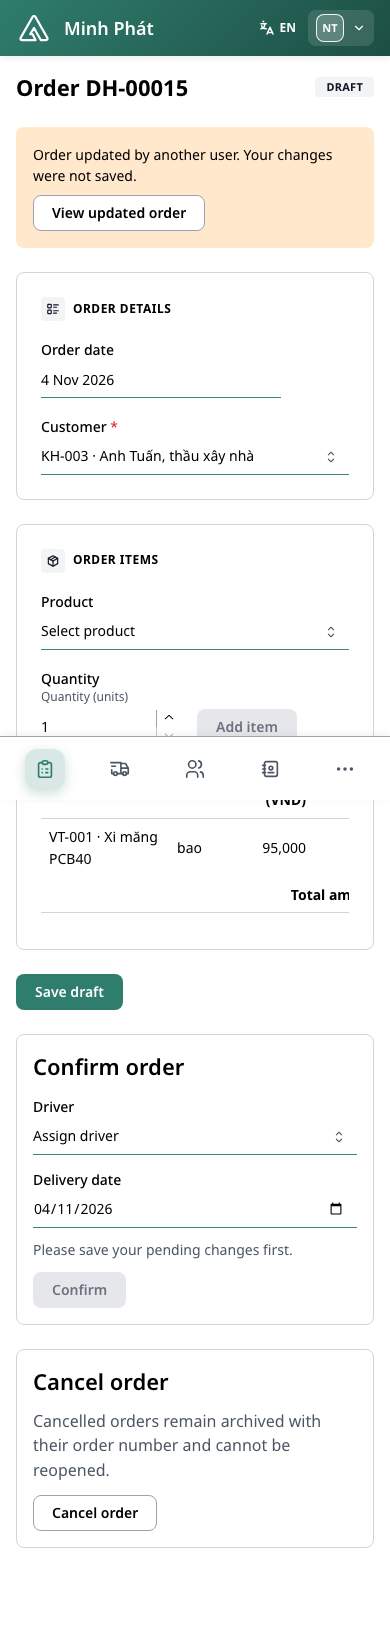 Minh Phát
EN
NT
Order DH-00015
DRAFT
Order updated by another user. Your changes
were not saved.
View updated order
ORDER DETAILS
Order date
4 Nov 2026
Customer *
KH-003 · Anh Tuấn, thầu xây nhà
ORDER ITEMS
Product
Select product
Quantity
Quantity (units)
1
Add item
(VND)
VT-001 · Xi măng
PCB40
bao
95,000
Total am
Save draft
Confirm order
Driver
Assign driver
Delivery date
04/11/2026
Please save your pending changes first.
Confirm
Cancel order
Cancelled orders remain archived with
their order number and cannot be
reopened.
Cancel order